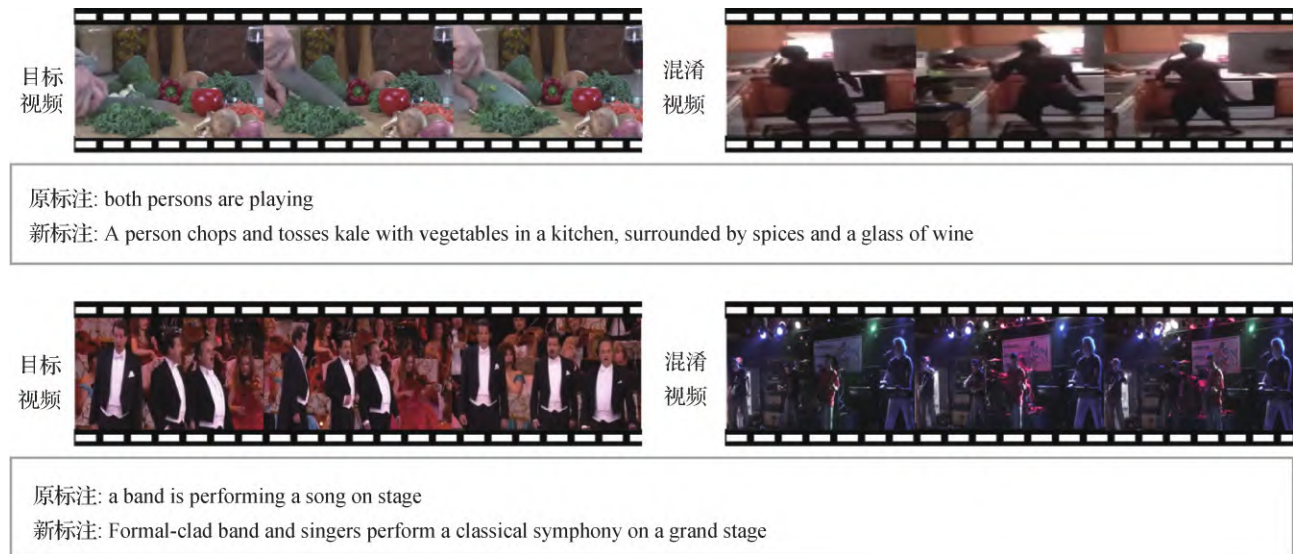 目标
视频
混淆
视频
原标注: both persons are playing
新标注: A person chops and tosses kale with vegetables in a kitchen, surrounded by spices and a glass of wine
目标
视频
混淆
视频
原标注: a band is performing a song on stage
新标注: Formal-clad band and singers perform a classical symphony on a grand stage